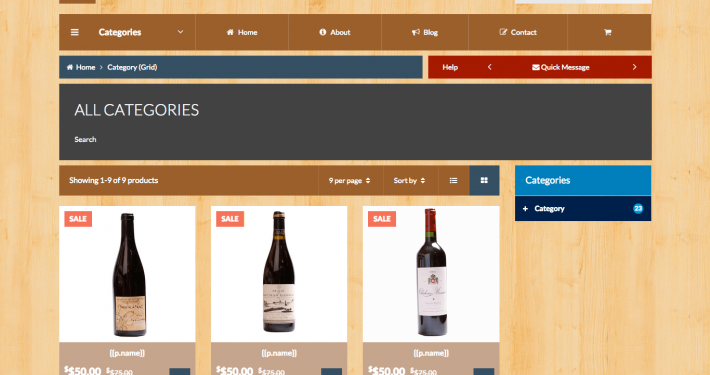 Categories
Home
About
Blog
Contact
Home > Category (Grid)
Help
Quick Message
ALL CATEGORIES
Search
Showing 1-9 of 9 products
9 per page
Sort by
Categories
+ Category 23
SALE
SALE
SALE
{{p.name}}
{{p.name}}
{{p.name}}
$$50.00 $$75.00
$$50.00 $$75.00
$$50.00 $$75.00